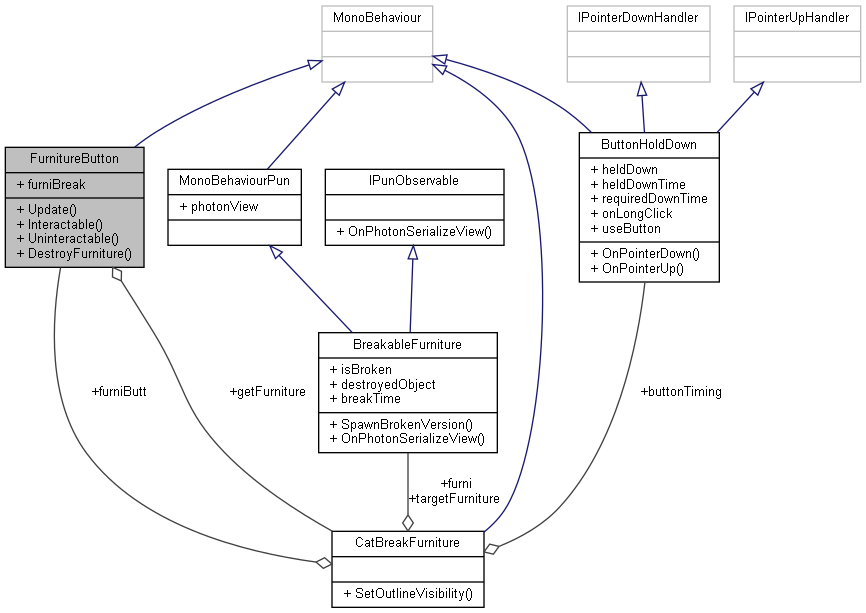 MonoBehaviour
IPointerDownHandler
IPointerUpHandler
FurnitureButton
+ furniBreak
+ Update()
+ Interactable()
+ Uninteractable()
+ DestroyFurniture()
MonoBehaviourPun
+ photonView
IPunObservable
+ OnPhotonSerializeView()
ButtonHoldDown
+ heldDown
+ heldDownTime
+ requiredDownTime
+ onLongClick
+ useButton
+ OnPointerDown()
+ OnPointerUp()
BreakableFurniture
+ isBroken
+ destroyedObject
+ breakTime
+ SpawnBrokenVersion()
+ OnPhotonSerializeView()
+furniButt
+getFurniture
+buttonTiming
+furni
+targetFurniture
CatBreakFurniture
+ SetOutlineVisibility()